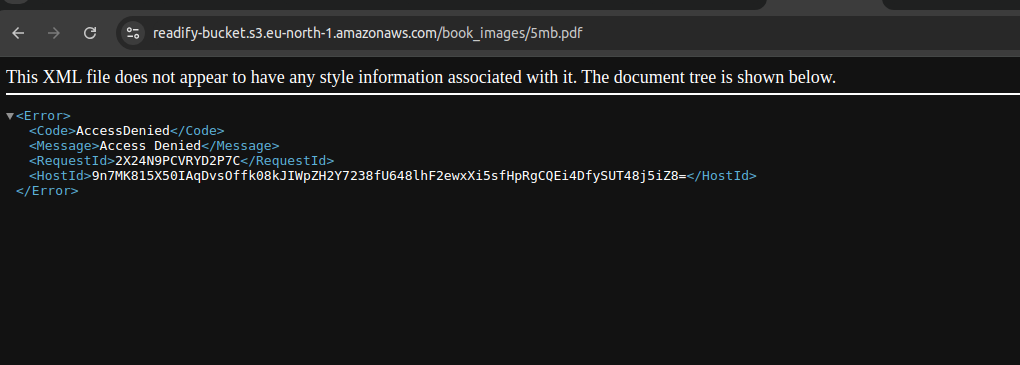 readify-bucket.s3.eu-north-1.amazonaws.com/book_images/5mb.pdf
This XML file does not appear to have any style information associated with it. The document tree is shown below.
<Error>
<Code>AccessDenied</Code>
<Message>Access Denied</Message>
<RequestId>2X24N9PCVRYD2P7C</RequestId>
<HostId>9n7MK815X50IAqDvsOffk08kJIWpZH2Y7238fU648lhF2ewxXi5sfHpRgCQEi4DfySUT48j5iZ8=</HostId>
</Error>